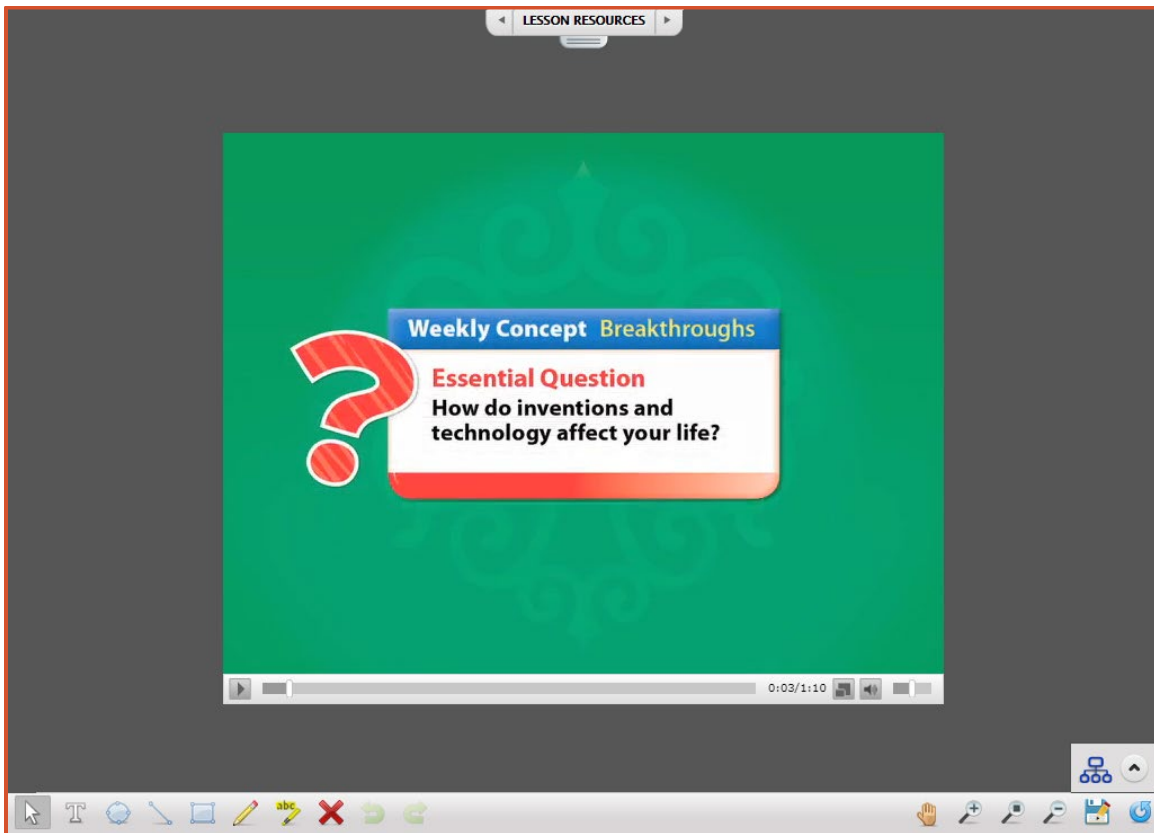 LESSON RESOURCES
Weekly Concept Breakthroughs
Essential Question
How do inventions and
technology affect your life?
0:03/1:10
T
abc